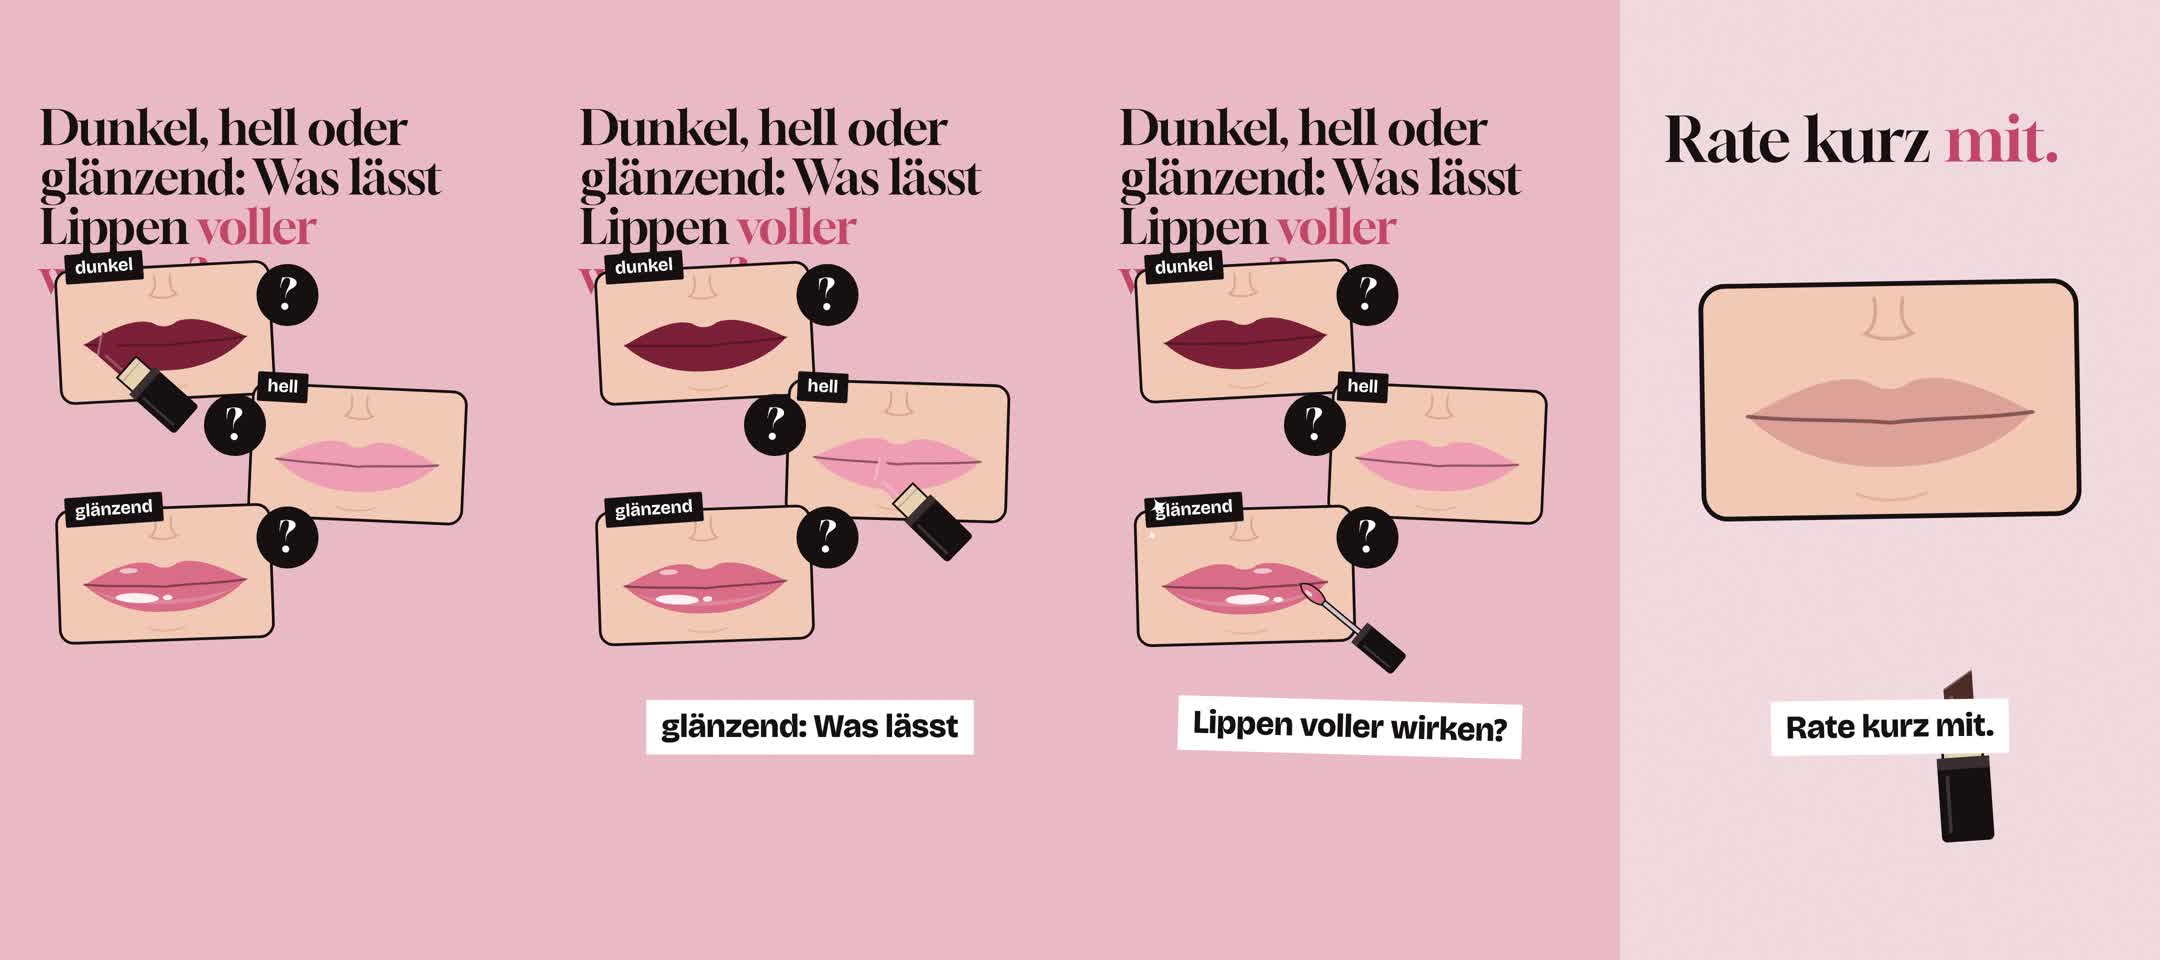 Dunkel, hell oder
glänzend: Was lässt
Lippen voller
dunkel
?
hell
?
glänzend
?
Dunkel, hell oder
glänzend: Was lässt
Lippen voller
dunkel
?
hell
?
glänzend
?
glänzend: Was lässt
Dunkel, hell oder
glänzend: Was lässt
Lippen voller
dunkel
?
hell
?
glänzend
?
Lippen voller wirken?
Rate kurz mit.
Rate kurz mit.